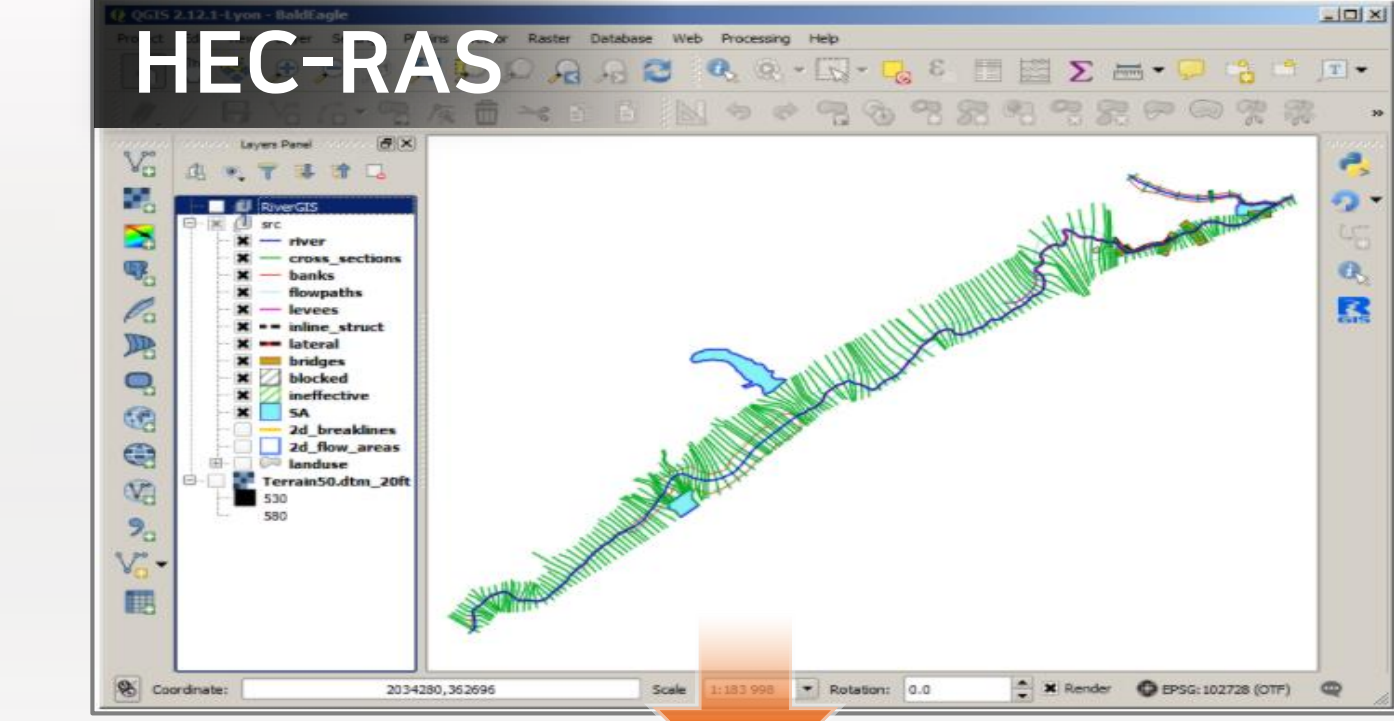 QGIS 2.12.1-Lyon - BaldEagle
HEC-RAS
Raster Database Web Processing Help
Layers Panel
RiverGIS
src
river
cross_sections
banks
flowpaths
levees
inline_struct
lateral
bridges
blocked
ineffective
SA
2d_breaklines
2d_flow_areas
landuse
Terrain50.dtm_20ft
530
580
GIS
Coordinate: 2034280,362696 Scale 1:183 998 Rotation: 0.0 Render EPSG:102728 (OTF)